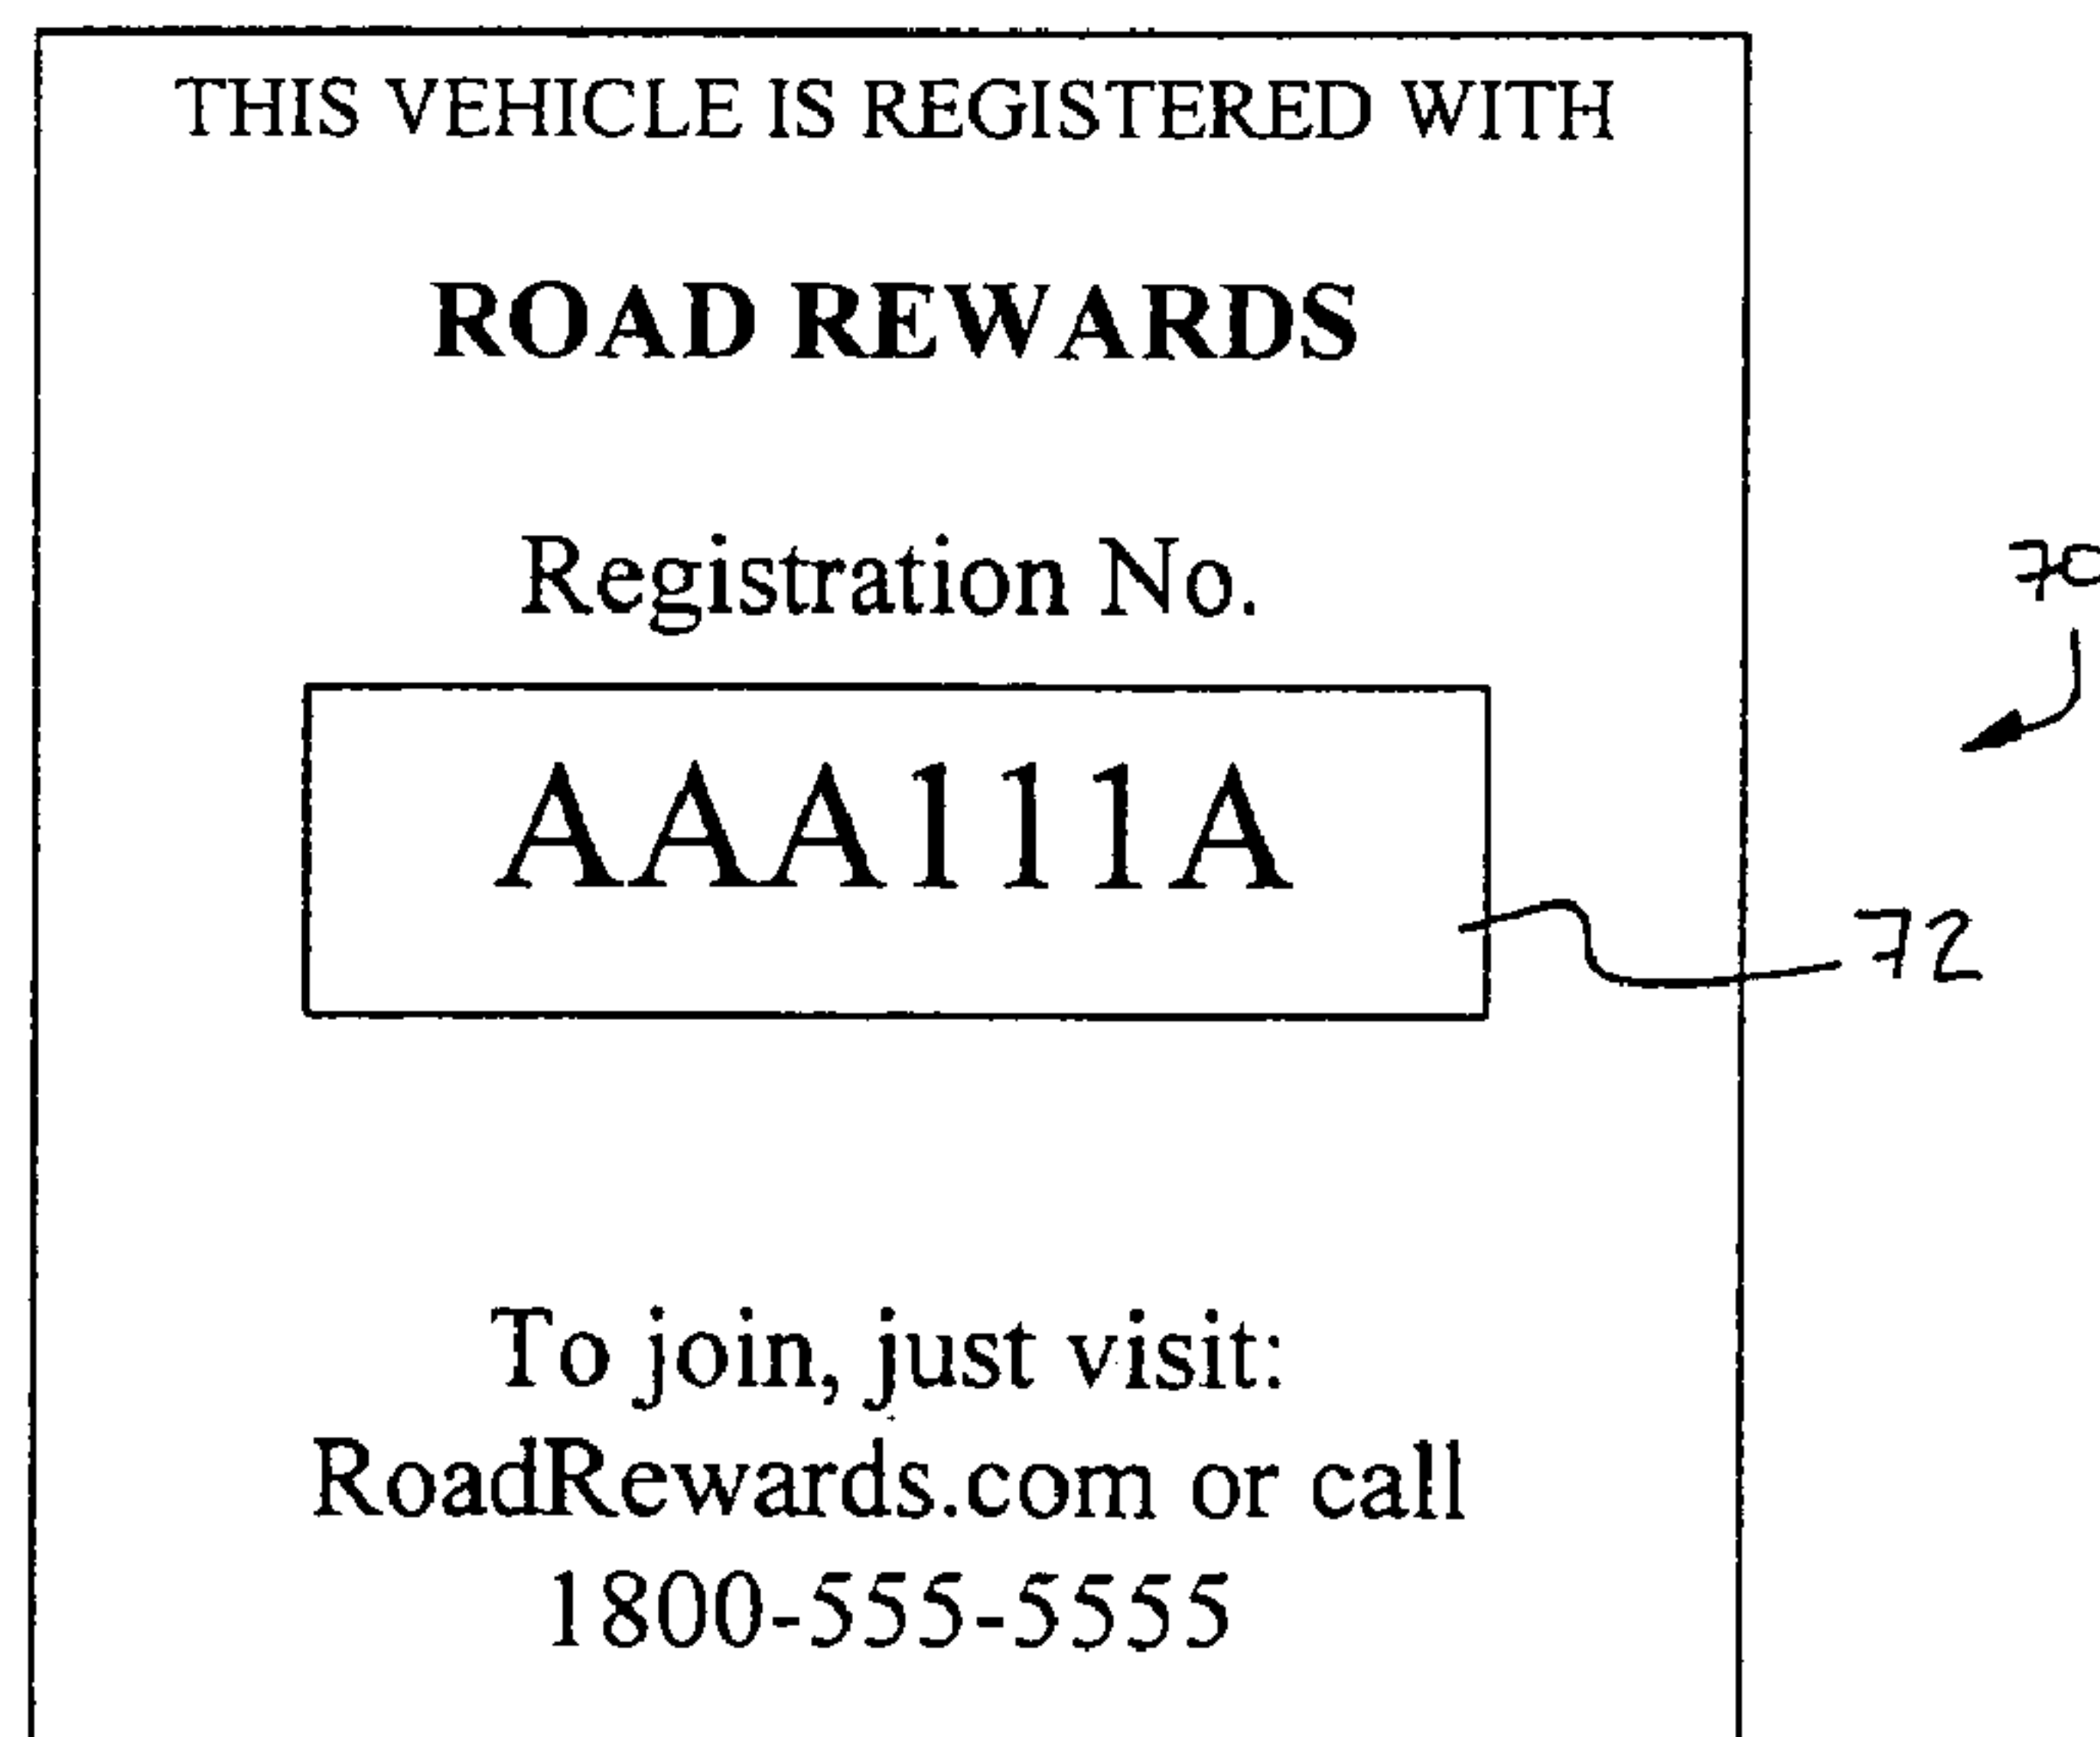 THIS VEHICLE IS REGISTERED WITH
ROAD REWARDS
Registration No.
70
AAA111A
72
To join, just visit:
RoadRewards.com or call
1800-555-5555